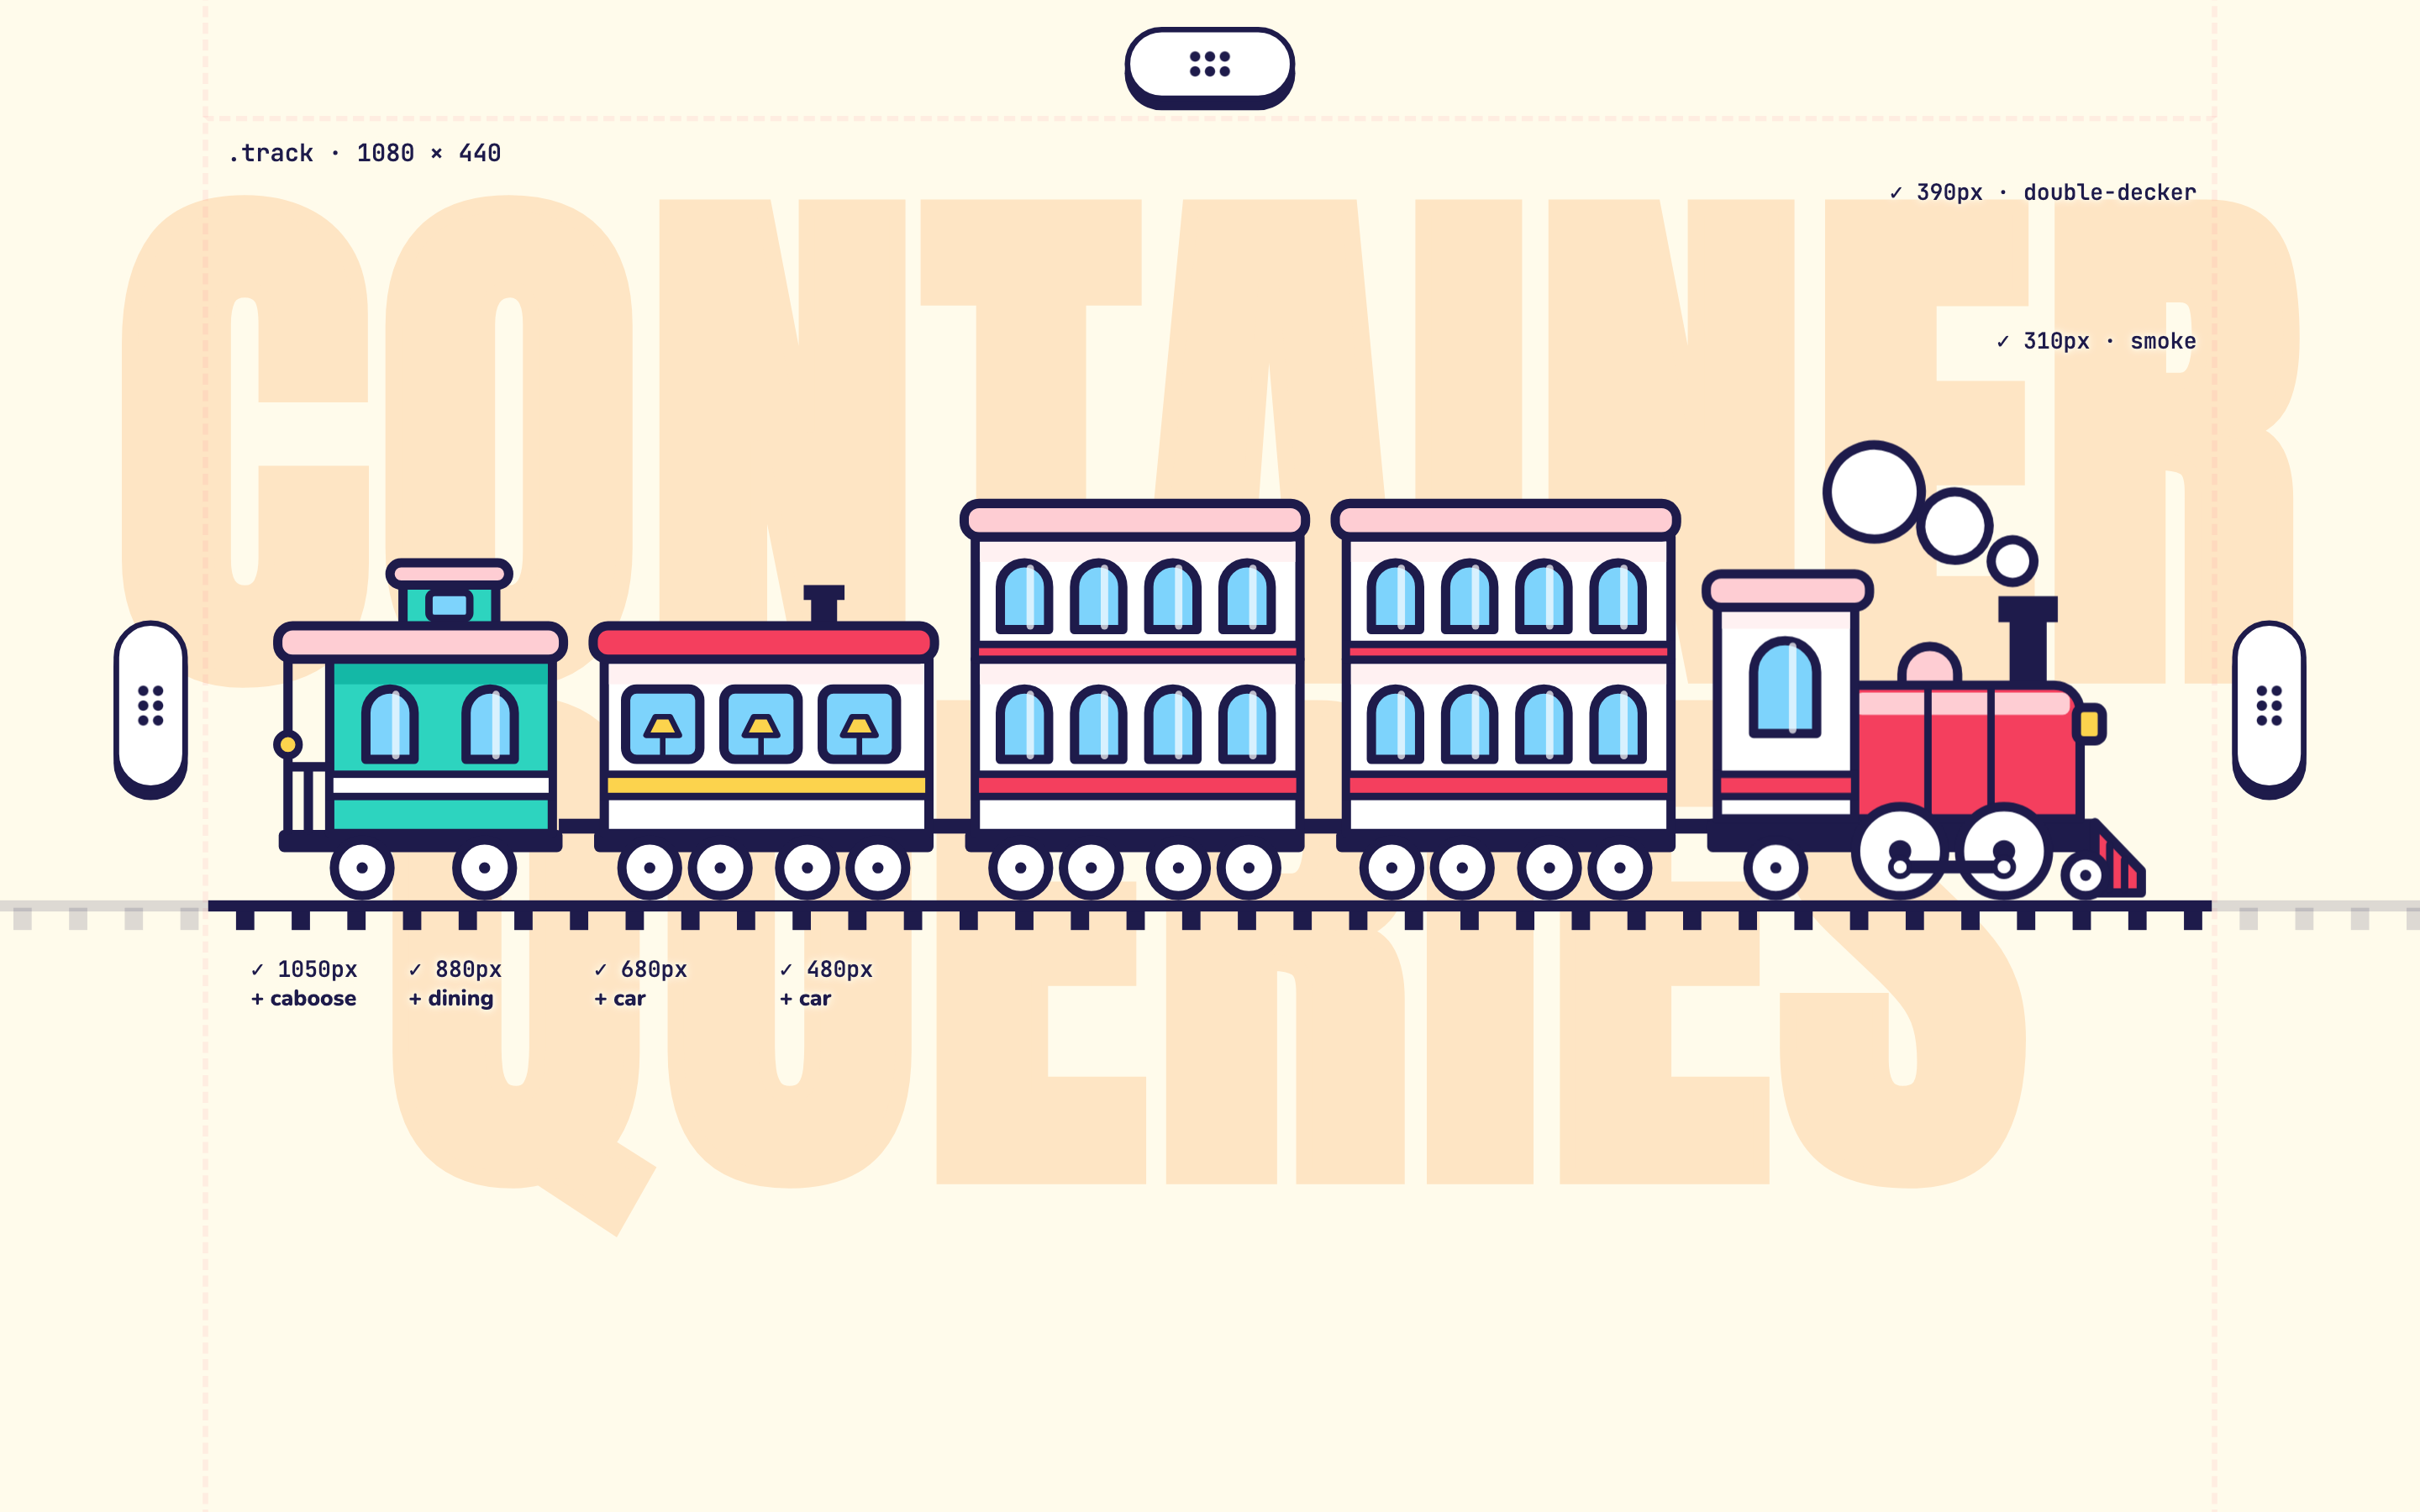 .track · 1080 × 440
✓ 390px · double-decker
✓ 310px · smoke
CONTAINER
QUERIES
✓ 1050px
+ caboose
✓ 880px
+ dining
✓ 680px
+ car
✓ 480px
+ car